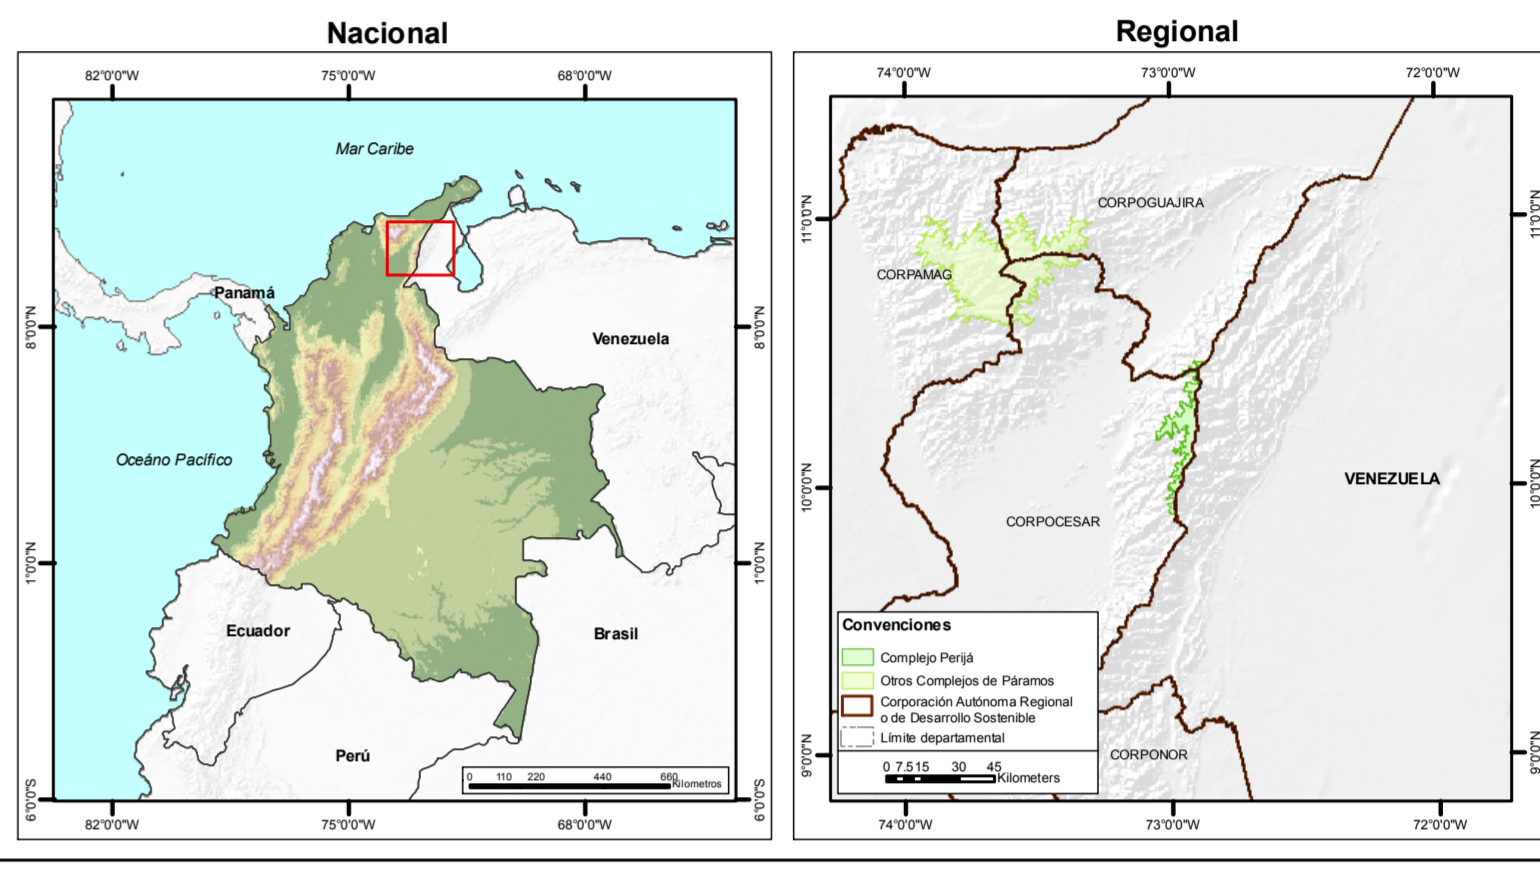 Nacional
82°0'0"W
75°0'0"W
68°0'0"W
8°0'0"N
1°0'0"N
6°0'0"S
Mar Caribe
Panamá
Venezuela
Oceáno Pacífico
Ecuador
Brasil
Perú
0 110 220 440 660
Kilometros
8°0'0"N
1°0'0"N
6°0'0"S
82°0'0"W
75°0'0"W
68°0'0"W
Regional
74°0'0"W
73°0'0"W
72°0'0"W
11°0'0"N
10°0'0"N
9°0'0"N
CORPOGUAJIRA
CORPAMAG
VENEZUELA
CORPOCESAR
Convenciones
Complejo Perijá
Otros Complejos de Páramos
Corporación Autónoma Regional
o de Desarrollo Sostenible
Límite departamental
0 7.5 15 30 45
Kilometers
CORPONOR
11°0'0"N
10°0'0"N
9°0'0"N
74°0'0"W
73°0'0"W
72°0'0"W